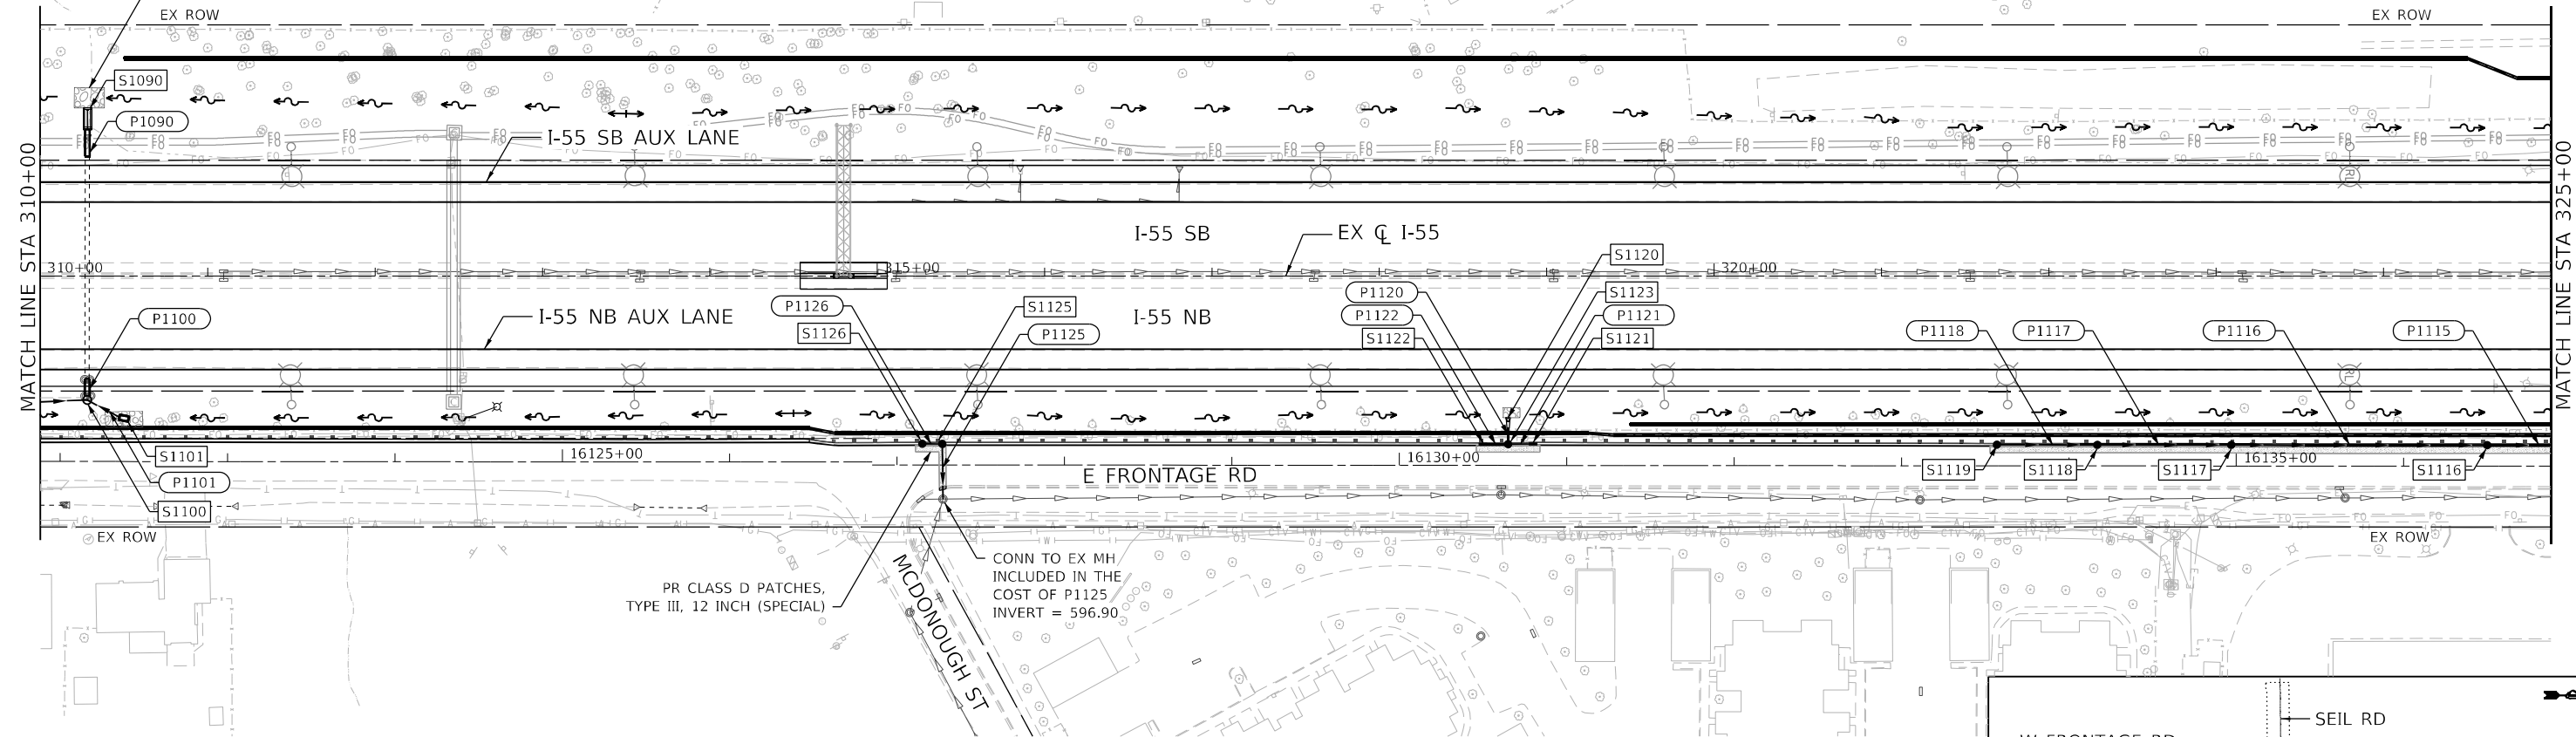 EX ROW
EX ROW
S1090
P1090
I-55 SB AUX LANE
MATCH LINE STA 310+00
MATCH LINE STA 325+00
I-55 SB
EX CL I-55
S1120
310+00
315+00
320+00
P1126
S1125
P1120
S1123
P1100
I-55 NB AUX LANE
S1126
P1125
I-55 NB
P1122
P1121
S1122
S1121
P1118
P1117
P1116
P1115
S1101
16125+00
16130+00
16135+00
P1101
E FRONTAGE RD
S1119
S1118
S1117
S1116
S1100
EX ROW
EX ROW
CONN TO EX MH
INCLUDED IN THE
COST OF P1125
INVERT = 596.90
PR CLASS D PATCHES,
TYPE III, 12 INCH (SPECIAL)
MCDONOUGH ST
SEIL RD
W FRONTAGE RD